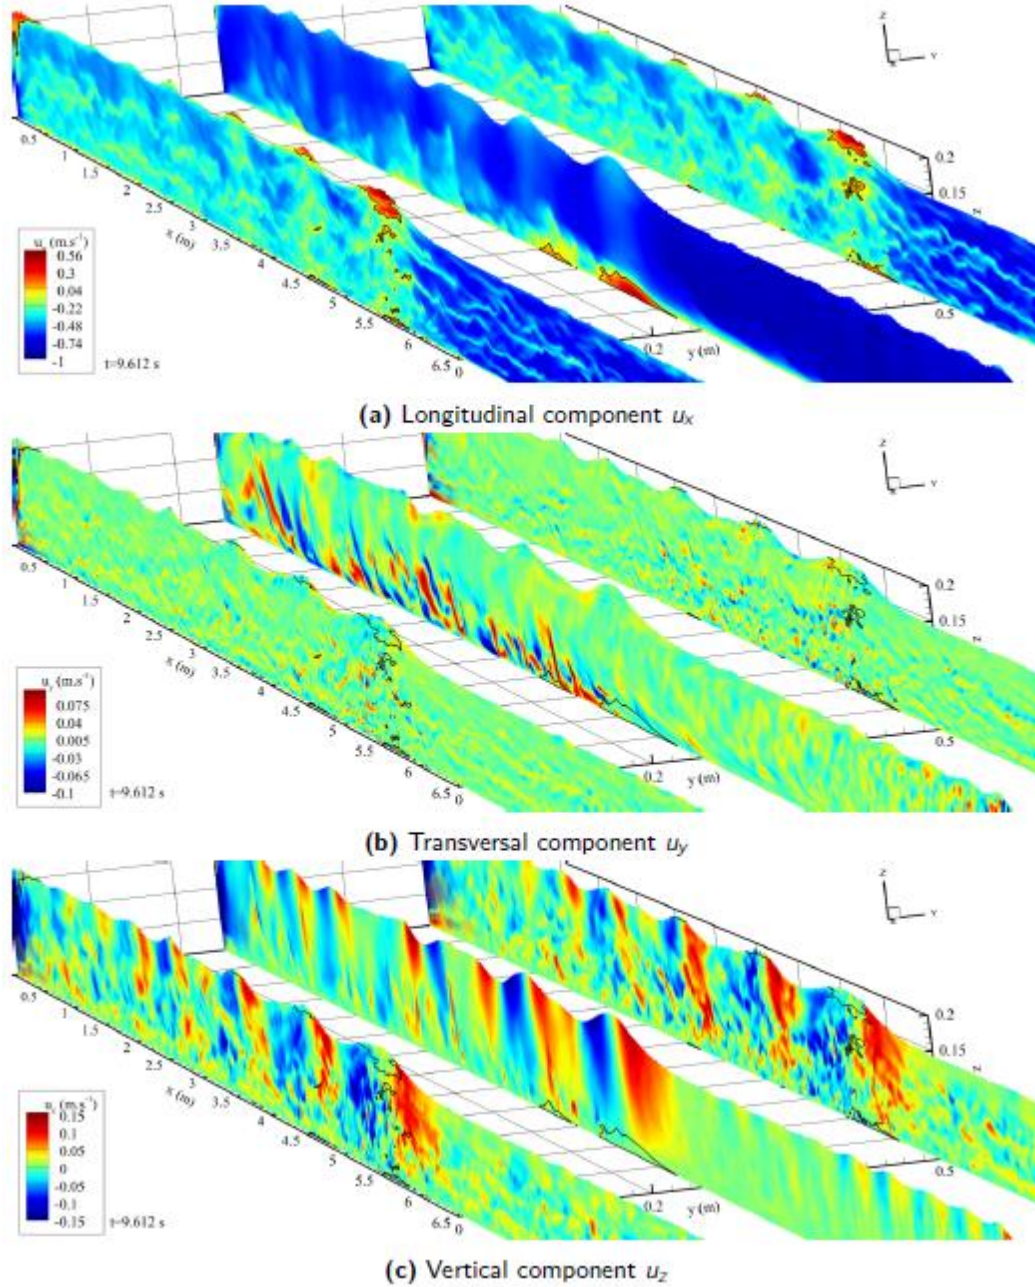 Z
Y
X
0.2
0.15
z
0.5
0.5
1
1.5
2
2.5
3
x (m)
3.5
4
4.5
5
5.5
6
6.5
0
0.2
y (m)
u (m.s⁻¹)
0.56
0.3
0.04
-0.22
-0.48
-0.74
-1
t=9.612 s
(a) Longitudinal component uₓ
Z
Y
X
0.2
0.15
z
0.5
0.5
1
1.5
2
2.5
3
x (m)
3.5
4
4.5
5
5.5
6
6.5
0
0.2
y (m)
u (m.s⁻¹)
0.075
0.04
0.005
-0.03
-0.065
-0.1
t=9.612 s
(b) Transversal component u_y
Z
Y
X
0.2
0.15
z
0.5
0.5
1
1.5
2
2.5
3
x (m)
3.5
4
4.5
5
5.5
6
6.5
0
0.2
y (m)
u (m.s⁻¹)
0.15
0.1
0.05
0
-0.05
-0.1
-0.15
t=9.612 s
(c) Vertical component u_z